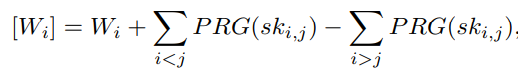 [W_i] = W_i + \sum_{i<j} PRG(sk_{i,j}) − \sum_{i>j} PRG(sk_{i,j}),